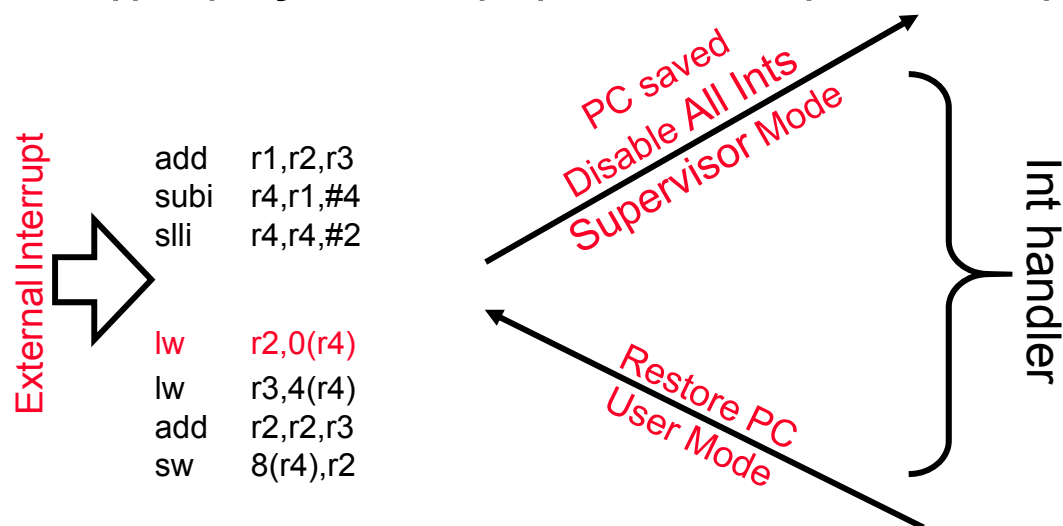 External Interrupt
add r1,r2,r3
subi r4,r1,#4
slli r4,r4,#2
lw r2,0(r4)
lw r3,4(r4)
add r2,r2,r3
sw 8(r4),r2
PC saved
Disable All Ints
Supervisor Mode
Restore PC
User Mode
Int handler